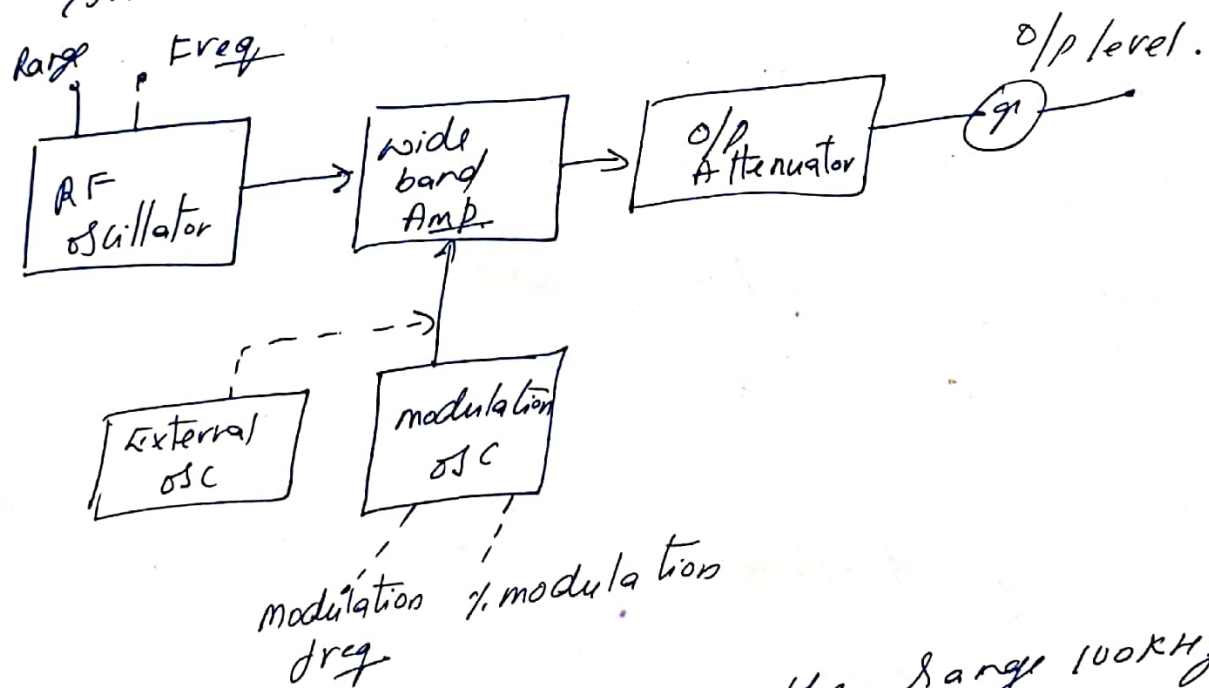 Range Freq
O/P level.
RF
oscillator
wide
band
Amp.
O/P
Attenuator
External
osc
modulation
osc
modulation % modulation
freq
Range 100KHz